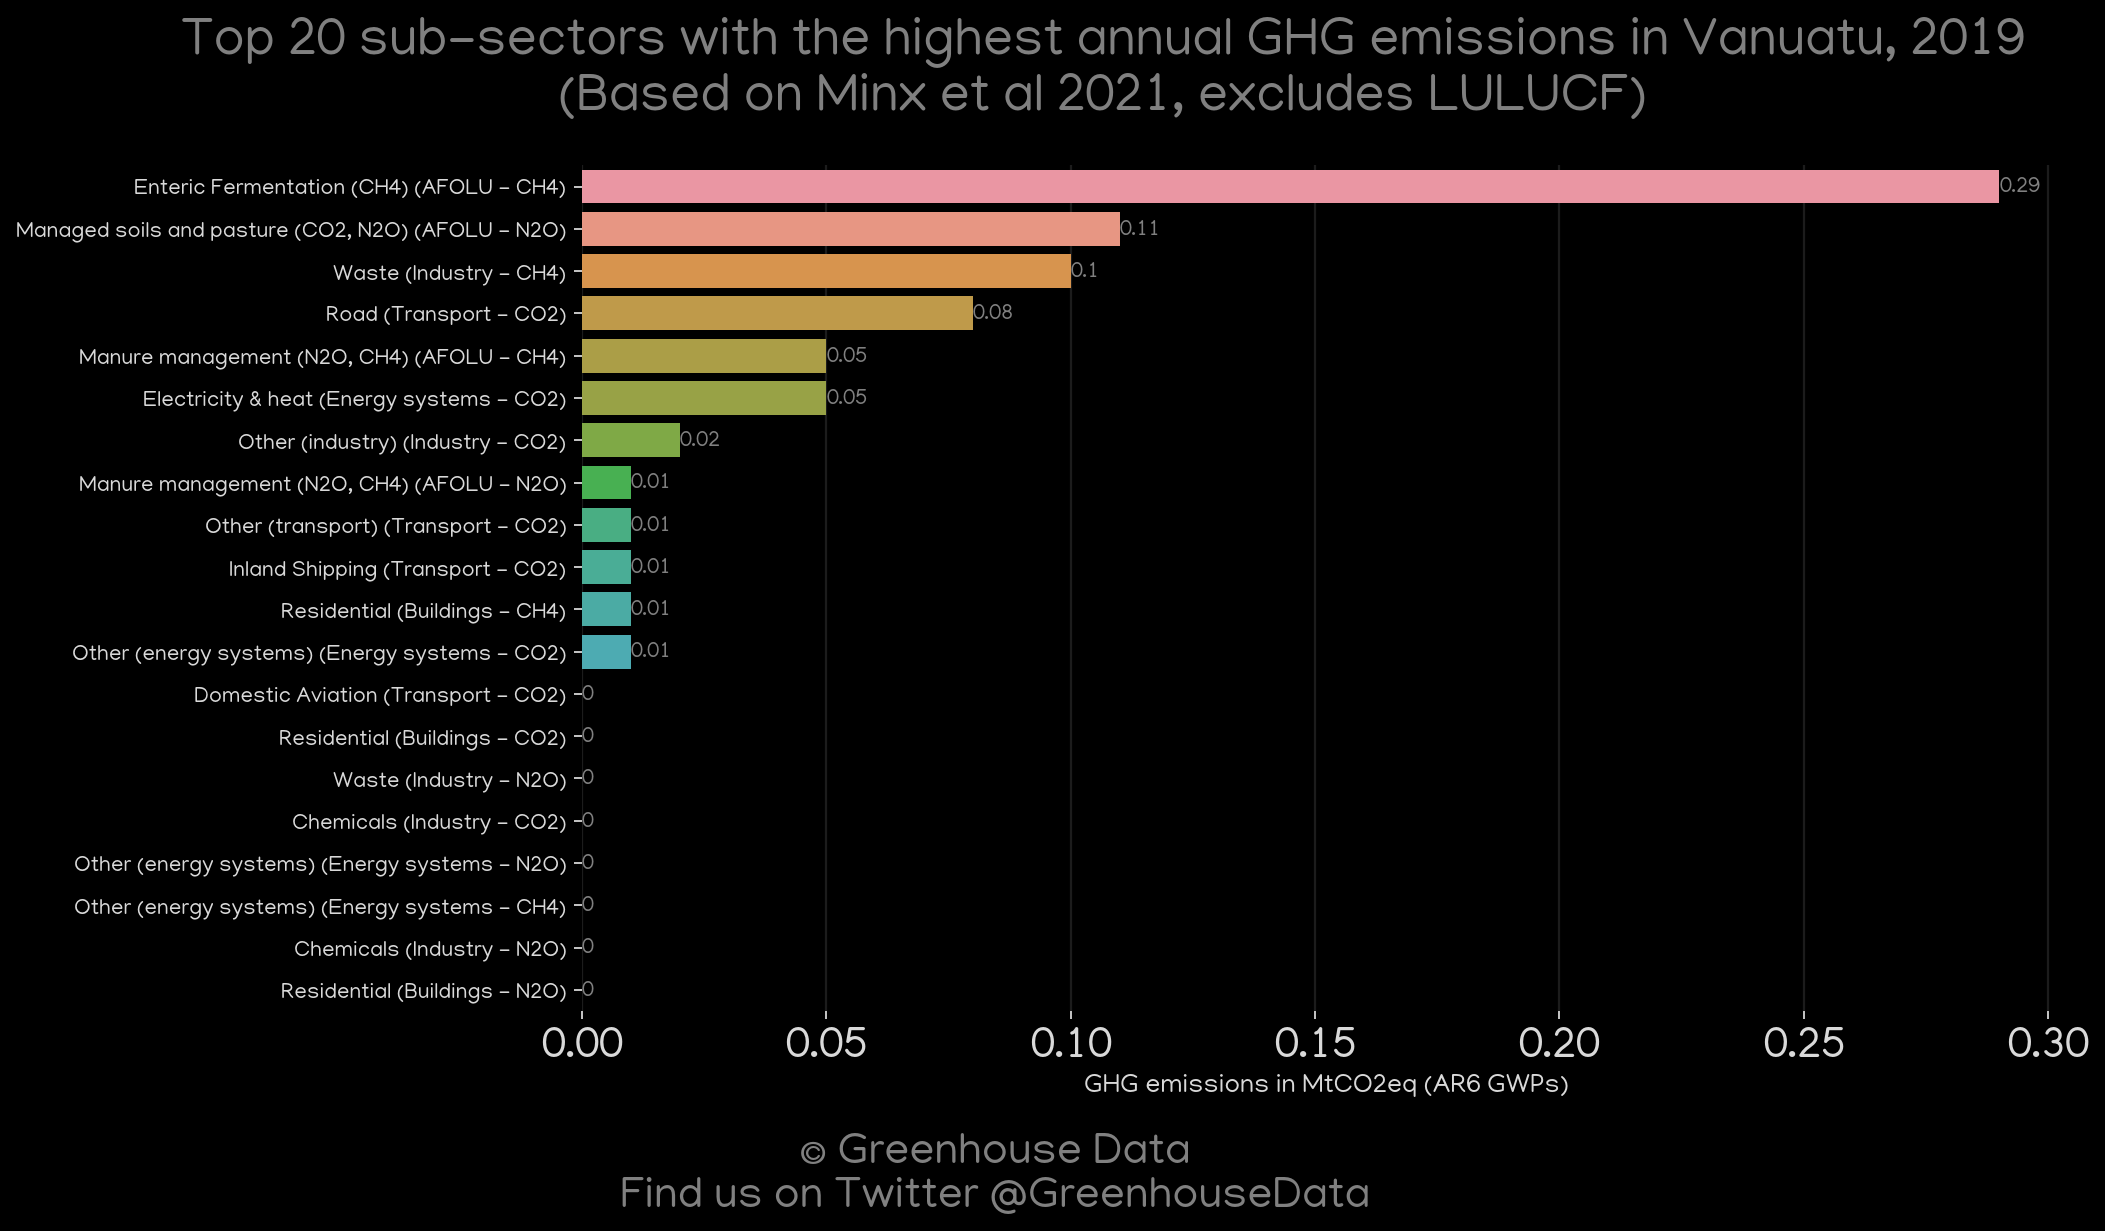 Top 20 sub-sectors with the highest annual GHG emissions in Vanuatu, 2019
(Based on Minx et al 2021, excludes LULUCF)
Enteric Fermentation (CH4) (AFOLU - CH4) 0.29
Managed soils and pasture (CO2, N2O) (AFOLU - N2O) 0.11
Waste (Industry - CH4) 0.1
Road (Transport - CO2) 0.08
Manure management (N2O, CH4) (AFOLU - CH4) 0.05
Electricity & heat (Energy systems - CO2) 0.05
Other (industry) (Industry - CO2) 0.02
Manure management (N2O, CH4) (AFOLU - N2O) 0.01
Other (transport) (Transport - CO2) 0.01
Inland Shipping (Transport - CO2) 0.01
Residential (Buildings - CH4) 0.01
Other (energy systems) (Energy systems - CO2) 0.01
Domestic Aviation (Transport - CO2) 0
Residential (Buildings - CO2) 0
Waste (Industry - N2O) 0
Chemicals (Industry - CO2) 0
Other (energy systems) (Energy systems - N2O) 0
Other (energy systems) (Energy systems - CH4) 0
Chemicals (Industry - N2O) 0
Residential (Buildings - N2O) 0
0.00 0.05 0.10 0.15 0.20 0.25 0.30
GHG emissions in MtCO2eq (AR6 GWPs)
© Greenhouse Data
Find us on Twitter @GreenhouseData